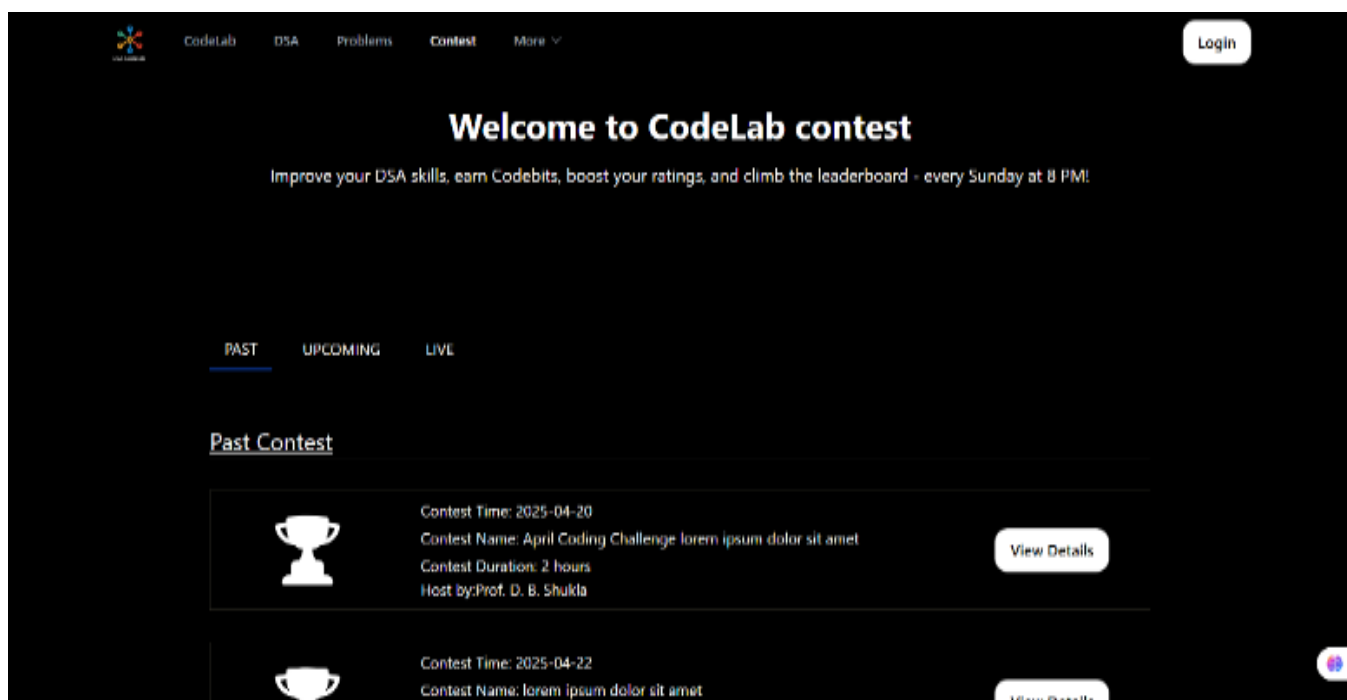 CodeLab DSA Problems Contest More Login
Welcome to CodeLab contest
Improve your DSA skills, earn Codebits, boost your ratings, and climb the leaderboard - every Sunday at 8 PM!
PAST UPCOMING LIVE
Past Contest
Contest Time: 2025-04-20
Contest Name: April Coding Challenge lorem ipsum dolor sit amet
Contest Duration: 2 hours
Host by:Prof. D. B. Shukla
View Details
Contest Time: 2025-04-22
Contest Name: lorem ipsum dolor sit amet
View Details